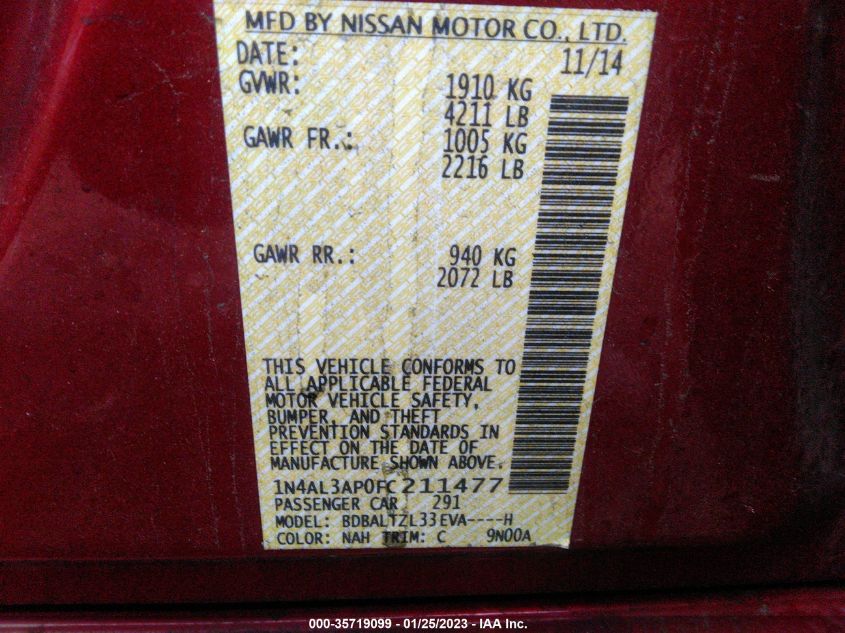 MFD BY NISSAN MOTOR CO., LTD.
DATE: 11/14
GVWR: 1910 KG
4211 LB
GAWR FR.: 1005 KG
2216 LB
GAWR RR.: 940 KG
2072 LB
THIS VEHICLE CONFORMS TO
ALL APPLICABLE FEDERAL
MOTOR VEHICLE SAFETY,
BUMPER, AND THEFT
PREVENTION STANDARDS IN
EFFECT ON THE DATE OF
MANUFACTURE SHOWN ABOVE.
1N4AL3AP0FC211477
PASSENGER CAR 291
MODEL: BDBALTZL33EVA----H
COLOR: NAH TRIM: C 9N00A
000-35719099 - 01/25/2023 - IAA Inc.